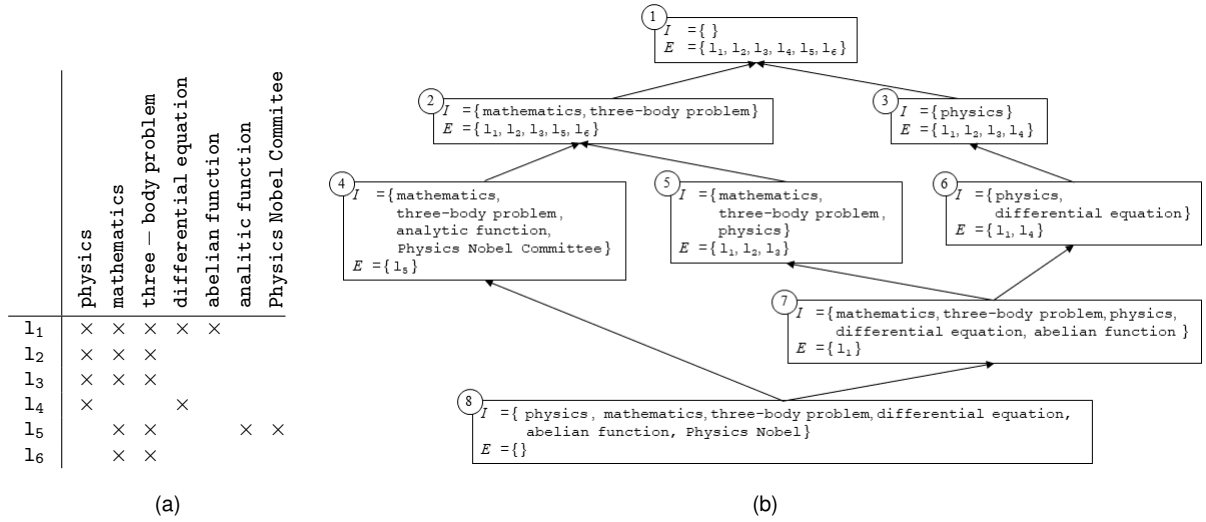 physics
mathematics
three − body problem
differential equation
abelian function
analitic function
Physics Nobel Commitee
l1 × × × × ×
l2 × × ×
l3 × × ×
l4 × ×
l5 × × × ×
l6 × ×
(a)
1
I ={ }
E ={l1, l2, l3, l4, l5, l6}
2
I ={mathematics, three-body problem}
E ={l1, l2, l3, l5, l6}
3
I ={physics}
E ={l1, l2, l3, l4}
4
I ={mathematics,
three-body problem,
analytic function,
Physics Nobel Committee}
E ={l5}
5
I ={mathematics,
three-body problem,
physics}
E ={l1, l2, l3}
6
I ={physics,
differential equation}
E ={l1, l4}
7
I ={mathematics, three-body problem, physics,
differential equation, abelian function }
E ={l1}
8
I ={ physics, mathematics, three-body problem, differential equation,
abelian function, Physics Nobel}
E ={}
(b)